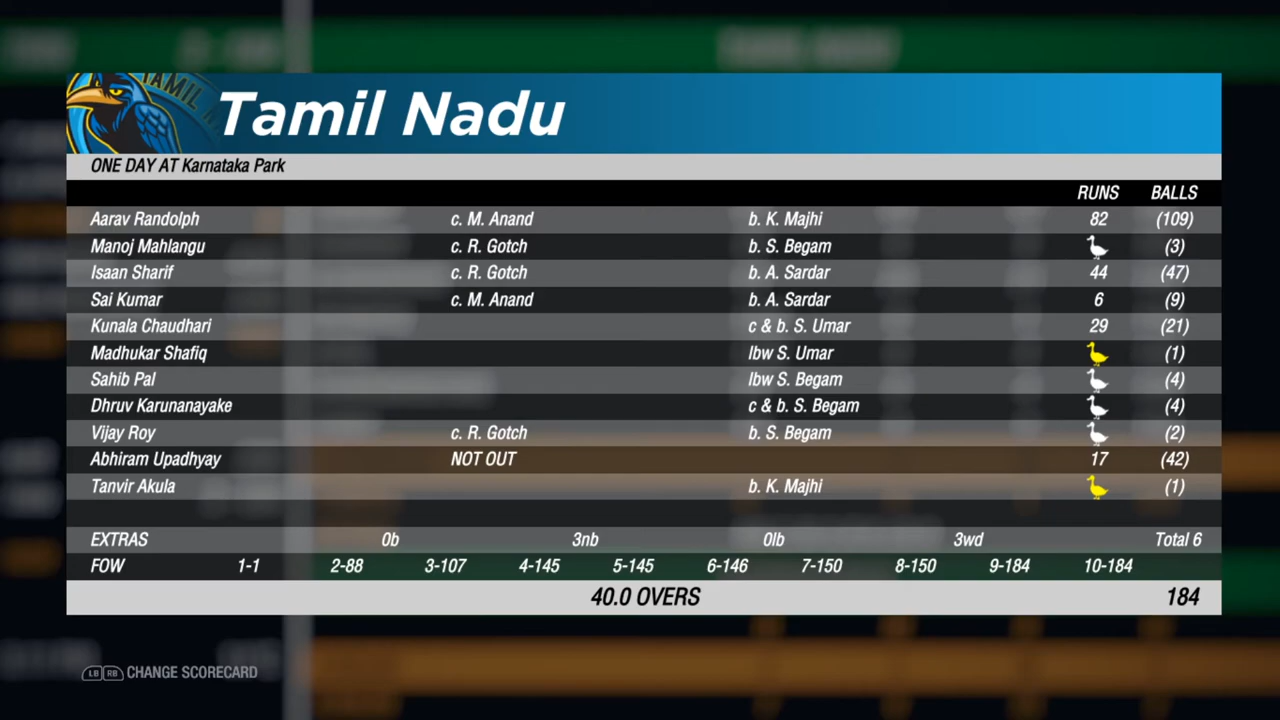 TAMIL
Tamil Nadu
ONE DAY AT Karnataka Park
RUNS BALLS
Aarav Randolph c. M. Anand b. K. Majhi 82 (109)
Manoj Mahlangu c. R. Gotch b. S. Begam (3)
Isaan Sharif c. R. Gotch b. A. Sardar 44 (47)
Sai Kumar c. M. Anand b. A. Sardar 6 (9)
Kunala Chaudhari c & b. S. Umar 29 (21)
Madhukar Shafiq lbw S. Umar (1)
Sahib Pal lbw S. Begam (4)
Dhruv Karunanayake c & b. S. Begam (4)
Vijay Roy c. R. Gotch b. S. Begam (2)
Abhiram Upadhyay NOT OUT 17 (42)
Tanvir Akula b. K. Majhi (1)
EXTRAS 0b 3nb 0lb 3wd Total 6
FOW 1-1 2-88 3-107 4-145 5-145 6-146 7-150 8-150 9-184 10-184
40.0 OVERS 184
LB RB CHANGE SCORECARD